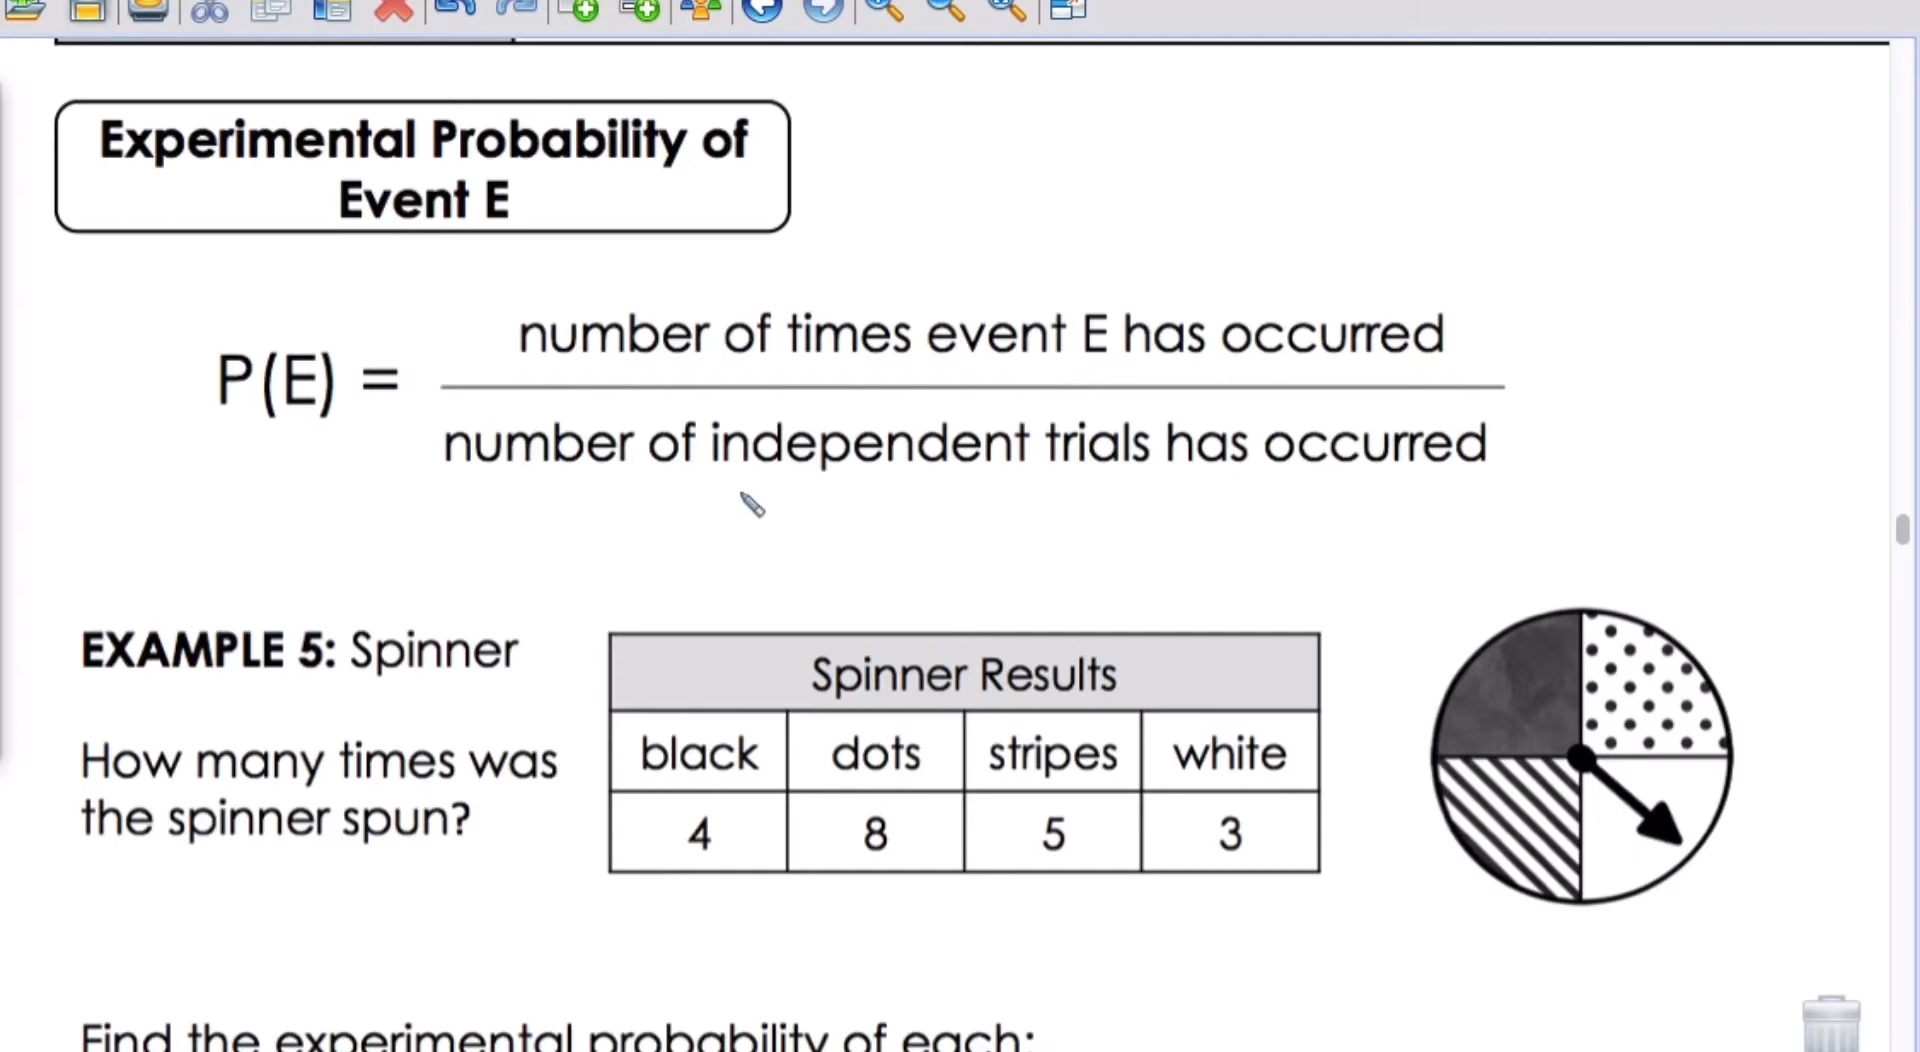 Experimental Probability of
Event E
number of times event E has occurred
P(E) =
number of independent trials has occurred
EXAMPLE 5: Spinner
How many times was
the spinner spun?
Spinner Results
black dots stripes white
4 8 5 3
Find the experimental probability of each: